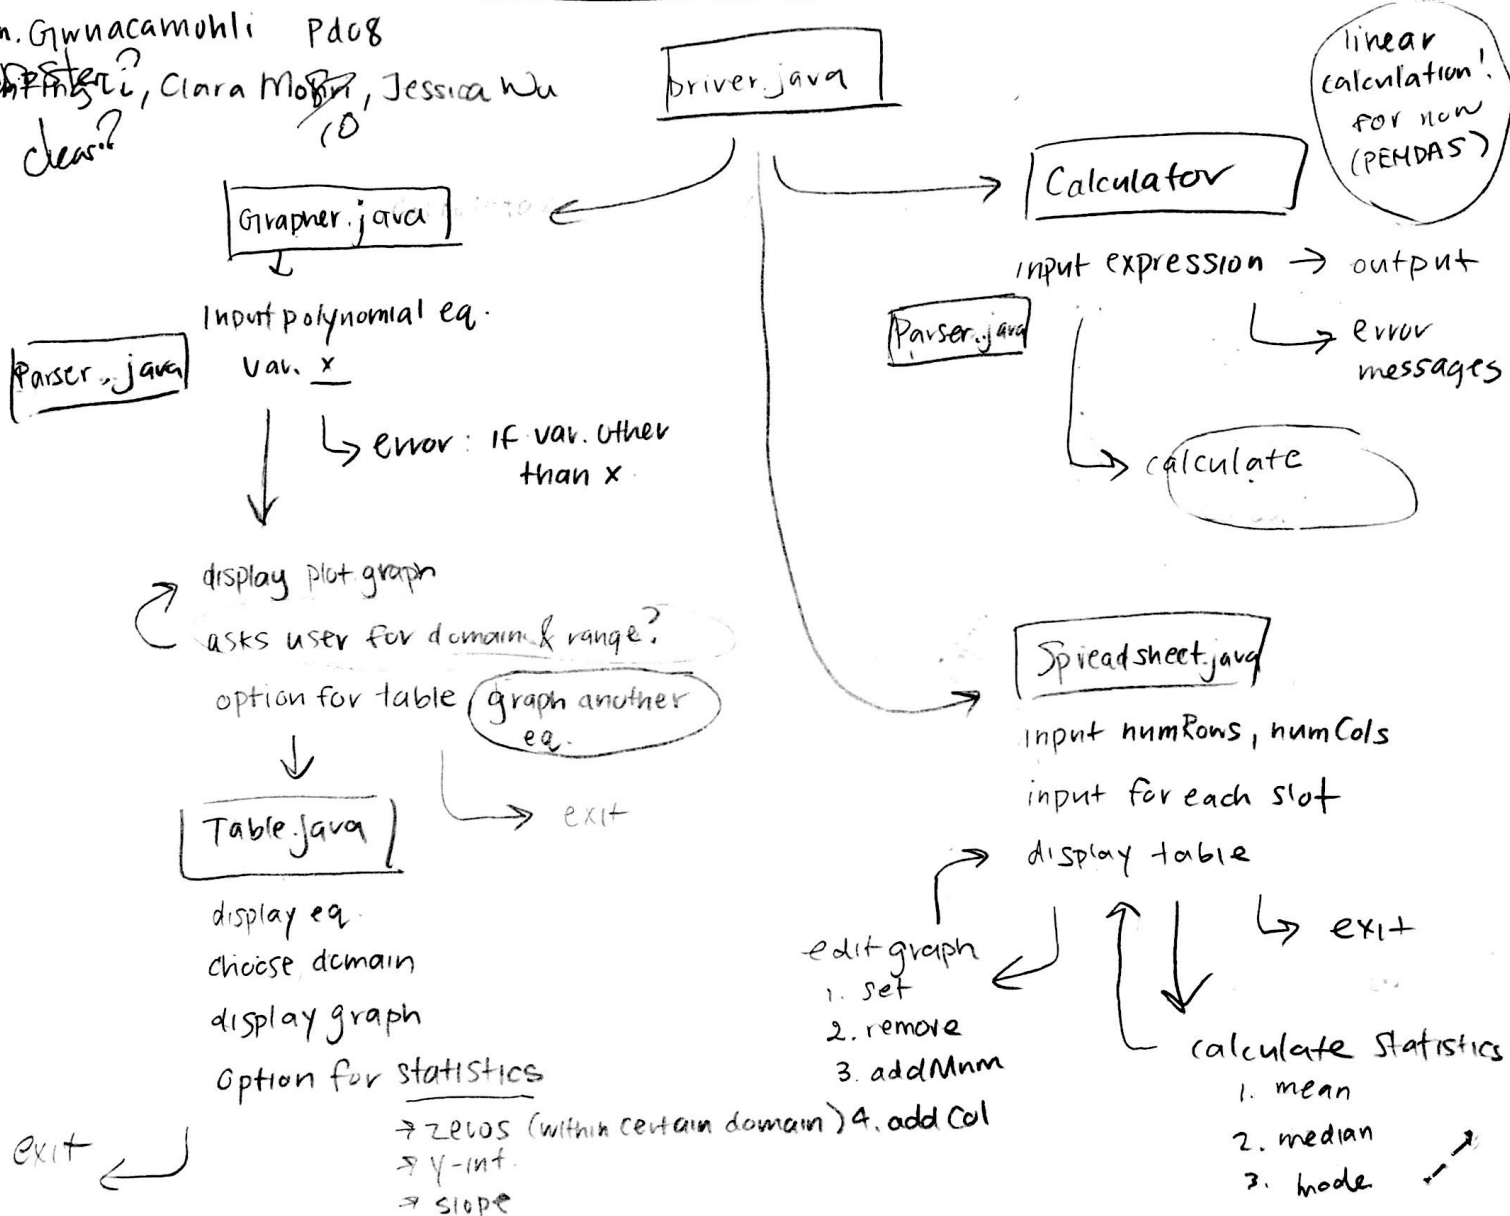 Gwnacamohli Pd08
Clara, Jessica Wu
clear?
Driver.java
linear
calculation!
for now
(PEMDAS)
Grapher.java
Input polynomial eq.
Parser.java
var. x
↳ error: if var. other
than x
display plot graph
asks user for domain & range?
option for table
graph another
eq.
exit
Table.java
display eq.
choose domain
display graph
option for statistics
→ zeros (within certain domain)
→ y-int.
→ slope
exit
Calculator
input expression → output
Parser.java
error
messages
calculate
Spreadsheet.java
input numRows, numCols
input for each slot
display table
exit
edit graph
1. set
2. remove
3.
4. addCol
calculate statistics
1. mean
2. median
3. mode